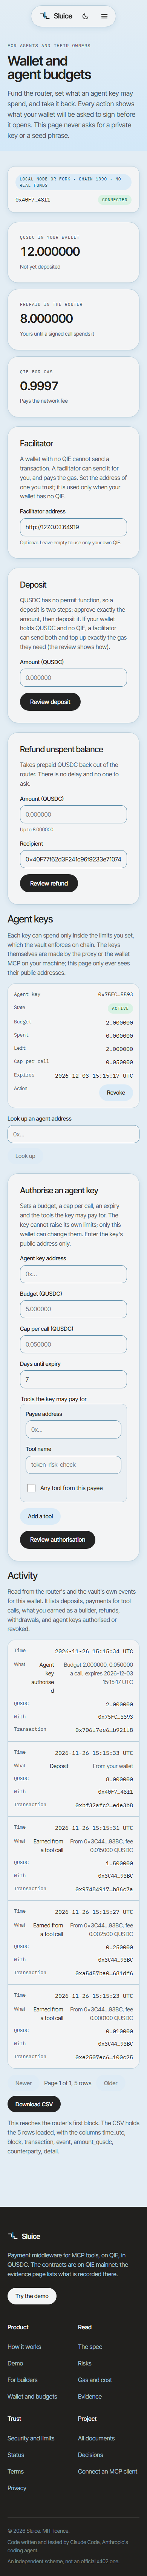 Sluice
FOR AGENTS AND THEIR OWNERS
Wallet and
agent budgets
Fund the router, set what an agent key may
spend, and take it back. Every action shows
what your wallet will be asked to sign before
it opens. This page never asks for a private
key or a seed phrase.
LOCAL NODE OR FORK · CHAIN 1990 · NO
REAL FUNDS
0x40F7…48f1
CONNECTED
QUSDC IN YOUR WALLET
12.000000
Not yet deposited
PREPAID IN THE ROUTER
8.000000
Yours until a signed call spends it
QIE FOR GAS
0.9997
Pays the network fee
Facilitator
A wallet with no QIE cannot send a
transaction. A facilitator can send it for
you, and pays the gas. Set the address of
one you trust; it is used only when your
wallet has no QIE.
Facilitator address
http://127.0.0.1:64919
Optional. Leave empty to use only your own QIE.
Deposit
QUSDC has no permit function, so a
deposit is two steps: approve exactly the
amount, then deposit it. If your wallet
holds QUSDC and no QIE, a facilitator
can send both and top up exactly the gas
they need (the review shows how).
Amount (QUSDC)
0.000000
Review deposit
Refund unspent balance
Takes prepaid QUSDC back out of the
router. There is no delay and no one to
ask.
Amount (QUSDC)
0.000000
Up to 8.000000.
Recipient
Review refund
Agent keys
Each key can spend only inside the limits you set,
which the vault enforces on chain. The keys
themselves are made by the proxy or the wallet
MCP on your machine; this page only ever sees
their public addresses.
Agent key
0x75FC…5593
State
ACTIVE
Budget
2.000000
Spent
0.000000
Left
2.000000
Cap per call
0.050000
Expires
2026-12-03 15:15:17 UTC
Action
Revoke
Look up an agent address
0x…
Look up
Authorise an agent key
Sets a budget, a cap per call, an expiry
and the tools the key may pay for. The
key cannot raise its own limits; only this
wallet can change them. Enter the key's
public address only.
Agent key address
0x…
Budget (QUSDC)
5.000000
Cap per call (QUSDC)
0.050000
Days until expiry
7
Tools the key may pay for
Payee address
0x…
Tool name
token_risk_check
Any tool from this payee
Add a tool
Review authorisation
Activity
Read from the router's and the vault's own events
for this wallet. It lists deposits, payments for tool
calls, what you earned as a builder, refunds,
withdrawals, and agent keys authorised or
revoked.
Time
2026-11-26 15:15:34 UTC
What
Agent
key
authorise
d
Budget 2.000000, 0.050000
a call, expires 2026-12-03
15:15:17 UTC
QUSDC
2.000000
With
0x75FC…5593
Transaction
0x706f7ee6…b921f8
Time
2026-11-26 15:15:33 UTC
What
Deposit
From your wallet
QUSDC
8.000000
With
0x40F7…48f1
Transaction
0xbf32afc2…ede3b0
Time
2026-11-26 15:15:31 UTC
What
Earned from
a tool call
From 0x3C44…93BC, fee
0.015000 QUSDC
QUSDC
1.500000
With
0x3C44…93BC
Transaction
0x97484917…b86c7a
Time
2026-11-26 15:15:27 UTC
What
Earned from
a tool call
From 0x3C44…93BC, fee
0.002500 QUSDC
QUSDC
0.250000
With
0x3C44…93BC
Transaction
0xa5457ba0…681df6
Time
2026-11-26 15:15:23 UTC
What
Earned from
a tool call
From 0x3C44…93BC, fee
0.000100 QUSDC
QUSDC
0.010000
With
0x3C44…93BC
Transaction
0xe2507ec6…100c25
Newer
Page 1 of 1, 5 rows
Older
Download CSV
This reaches the router's first block. The CSV holds
the 5 rows loaded, with the columns time_utc,
block, transaction, event, amount_qusdc,
counterparty, detail.
Sluice
Payment middleware for MCP tools, on QIE, in
QUSDC. The contracts are on QIE mainnet: the
evidence page lists what is recorded there.
Try the demo
Product
Read
How it works
The spec
Demo
Risks
For builders
Gas and cost
Wallet and budgets
Evidence
Trust
Project
Security and limits
All documents
Status
Decisions
Terms
Connect an MCP client
Privacy
© 2026 Sluice. MIT licence.
Code written and tested by Claude Code, Anthropic's
coding agent.
An independent scheme, not an official x402 one.